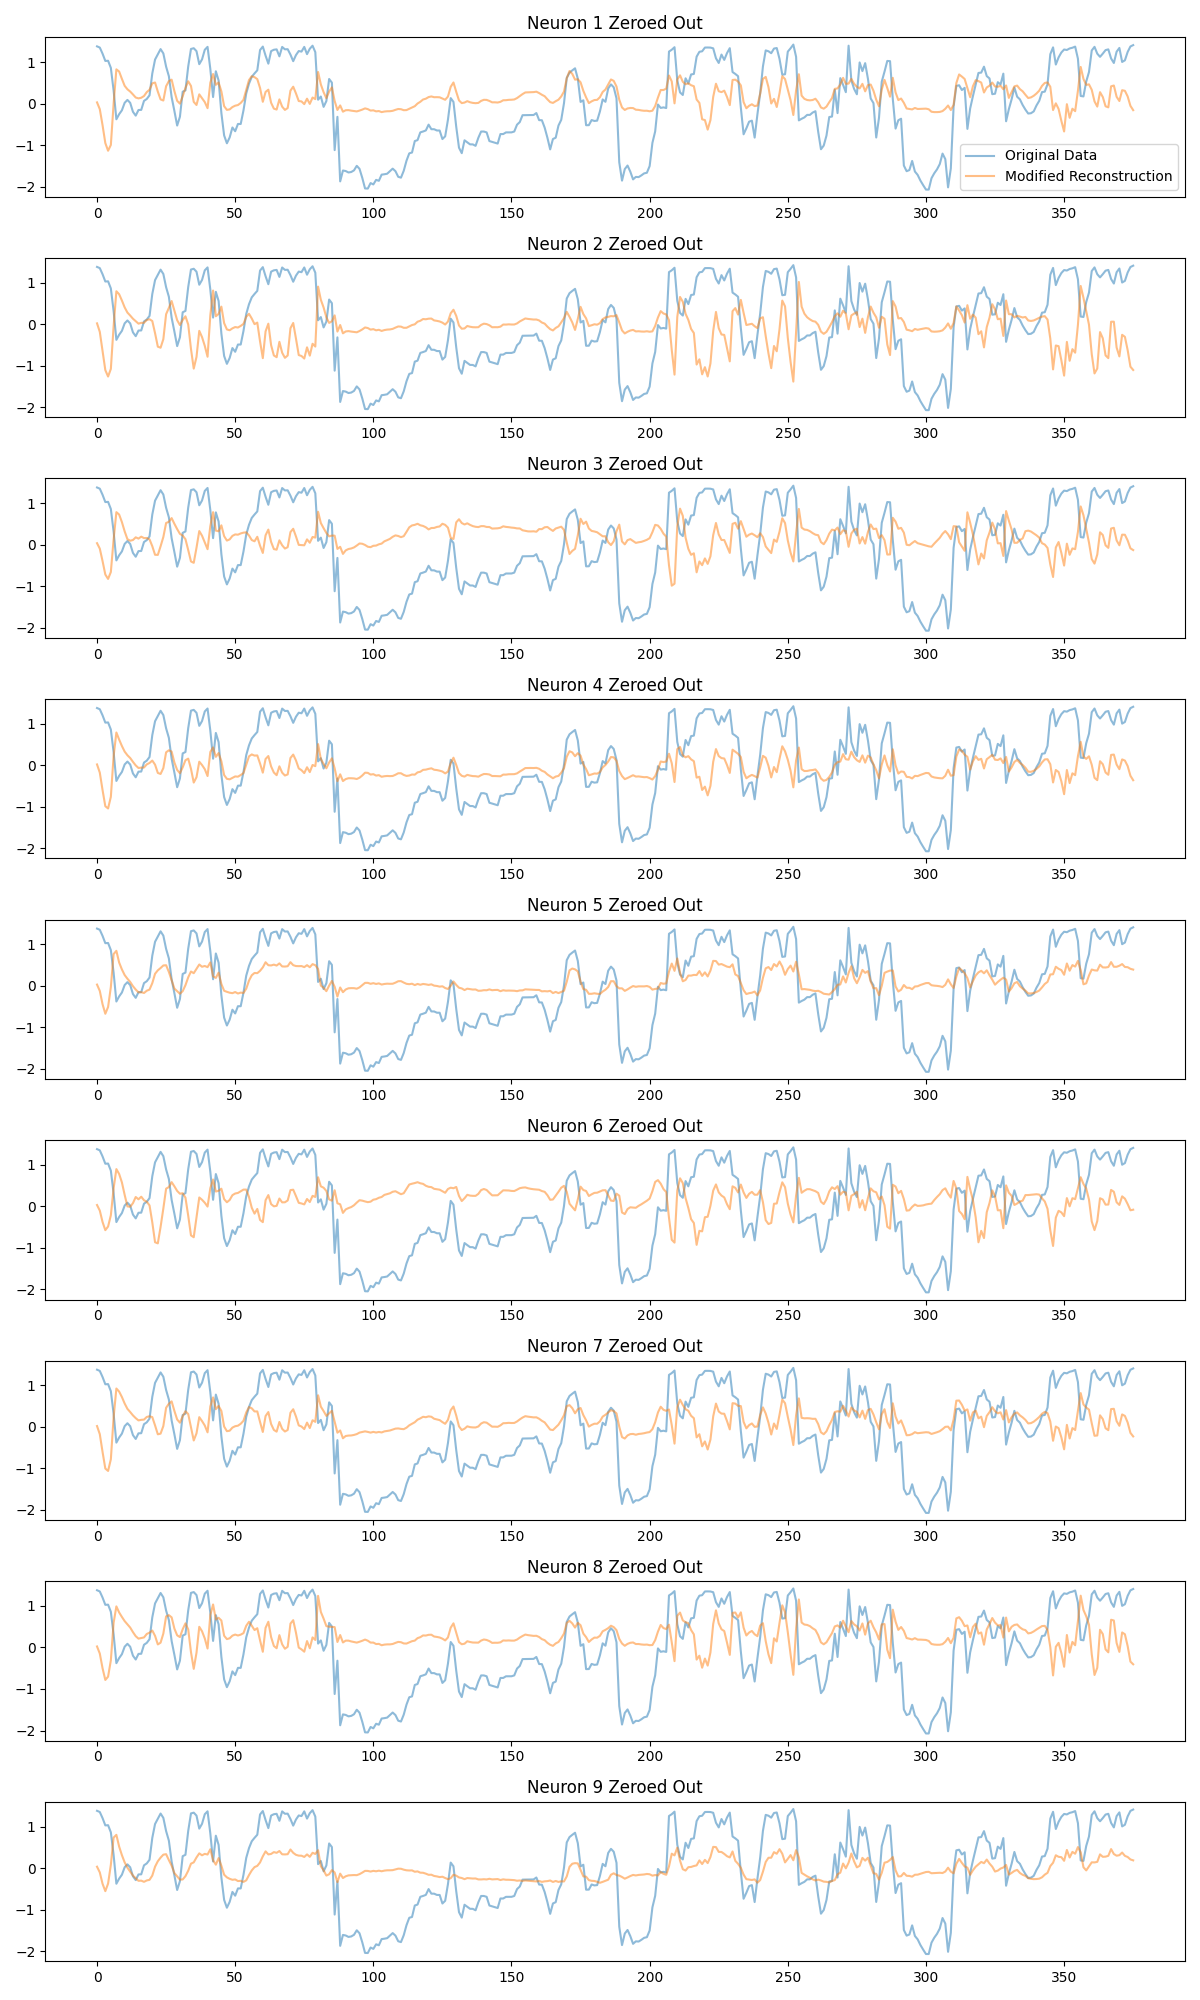 Neuron 1 Zeroed Out
1
0
−1
−2
Original Data
Modified Reconstruction
0 50 100 150 200 250 300 350
Neuron 2 Zeroed Out
1
0
−1
−2
0 50 100 150 200 250 300 350
Neuron 3 Zeroed Out
1
0
−1
−2
0 50 100 150 200 250 300 350
Neuron 4 Zeroed Out
1
0
−1
−2
0 50 100 150 200 250 300 350
Neuron 5 Zeroed Out
1
0
−1
−2
0 50 100 150 200 250 300 350
Neuron 6 Zeroed Out
1
0
−1
−2
0 50 100 150 200 250 300 350
Neuron 7 Zeroed Out
1
0
−1
−2
0 50 100 150 200 250 300 350
Neuron 8 Zeroed Out
1
0
−1
−2
0 50 100 150 200 250 300 350
Neuron 9 Zeroed Out
1
0
−1
−2
0 50 100 150 200 250 300 350